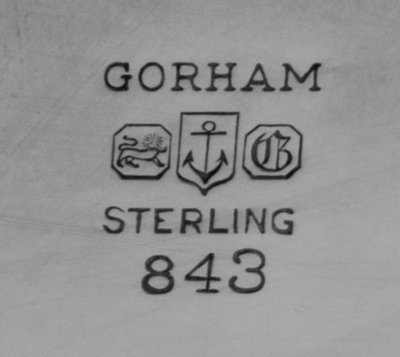 GORHAM
G
STERLING
843